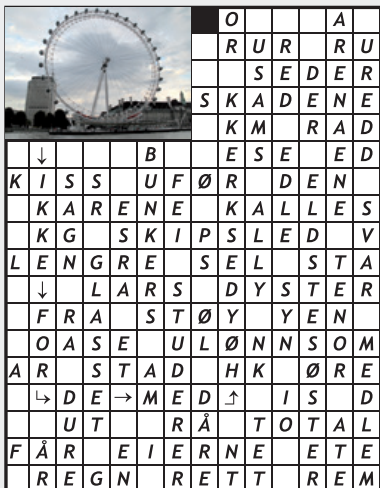 O A
RUR RU
SEDER
SKADENE
KM RAD
↓ B ESE ED
KISS UFØR DEN
KARENE KALLES
KG SKIPSLED V
LENGRE SEL STA
↓ LARS DYSTER
FRA STØY YEN
OASE ULØNNSOM
AR STAD HK ØRE
↳ DE → MED ⬏ IS D
UT RÅ TOTAL
FÅR EIERNE ETE
REGN RETT REM